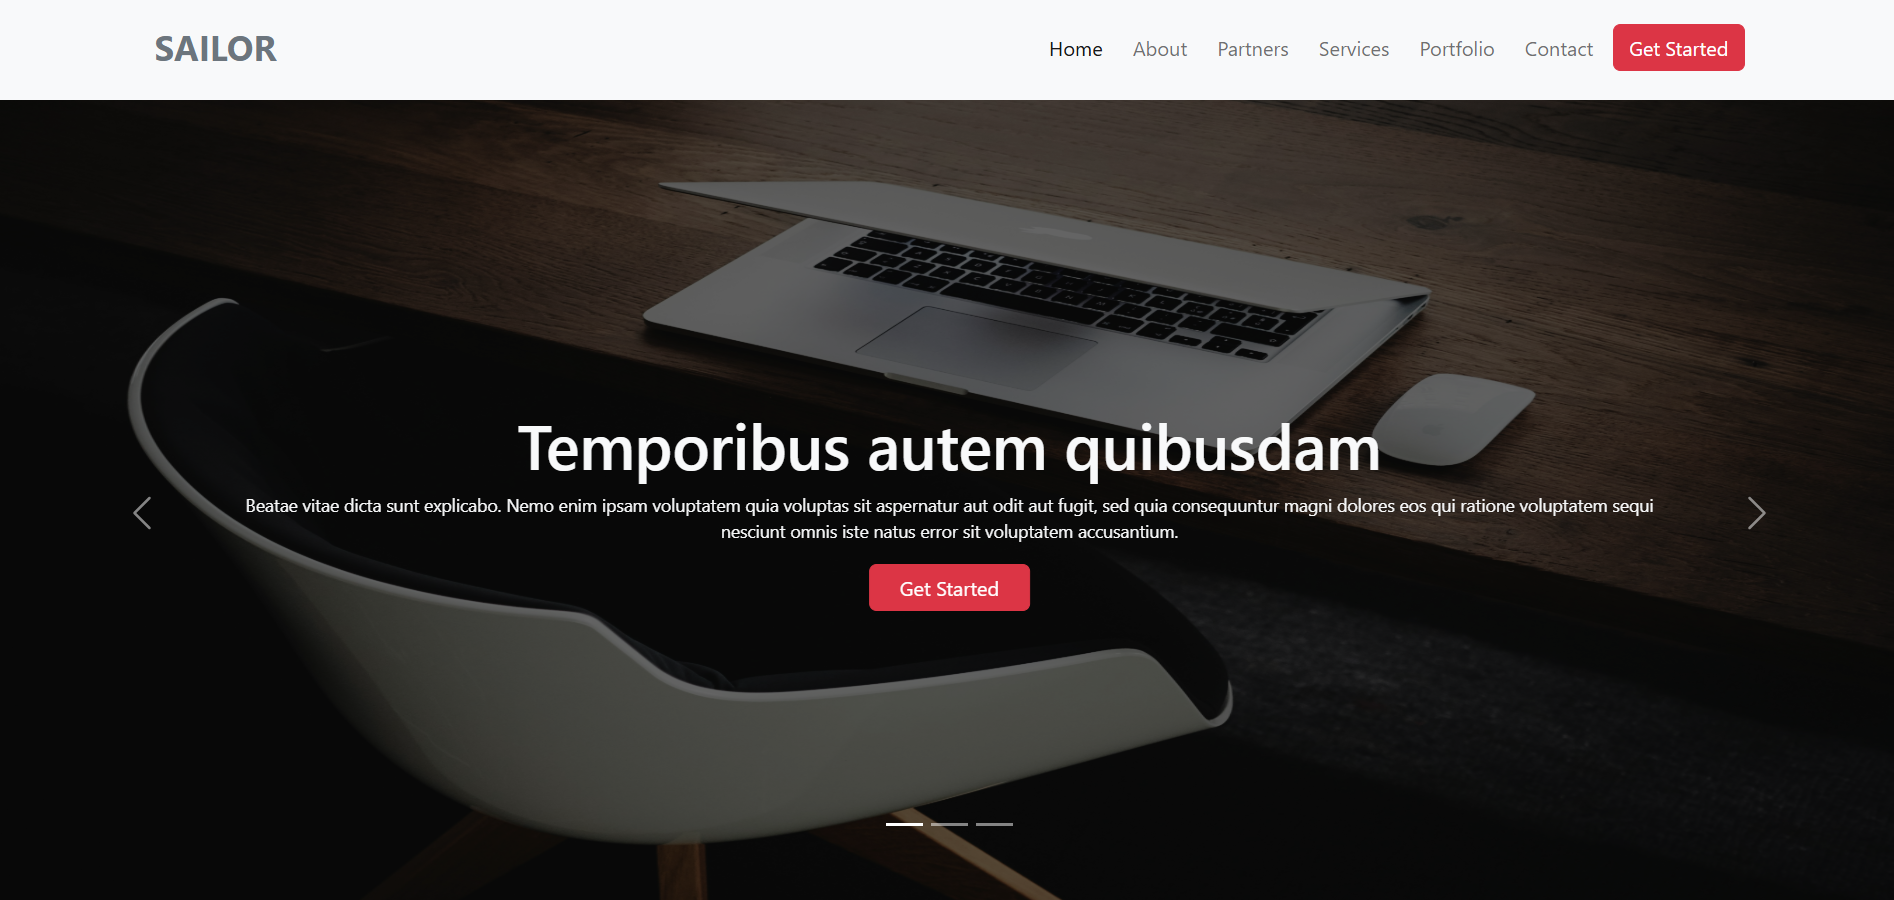 SAILOR
Home About Partners Services Portfolio Contact Get Started
Temporibus autem quibusdam
Beatae vitae dicta sunt explicabo. Nemo enim ipsam voluptatem quia voluptas sit aspernatur aut odit aut fugit, sed quia consequuntur magni dolores eos qui ratione voluptatem sequi
nesciunt omnis iste natus error sit voluptatem accusantium.
Get Started